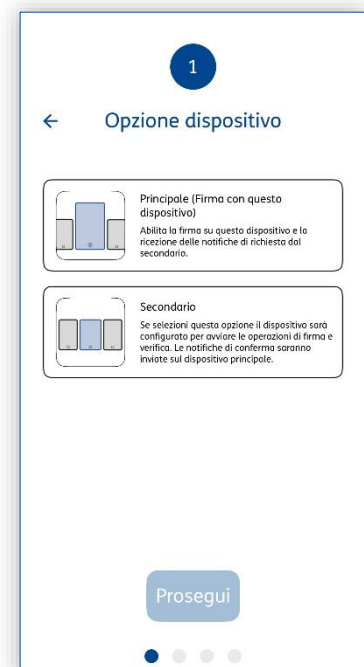 1
Opzione dispositivo
Principale (Firma con questo
dispositivo)
Abilita la firma su questo dispositivo e la
ricezione delle notifiche di richiesta dal
secondario.
Secondario
Se selezioni questa opzione il dispositivo sarà
configurato per avviare le operazioni di firma e
verifica. Le notifiche di conferma saranno
inviate sul dispositivo principale.
Prosegui